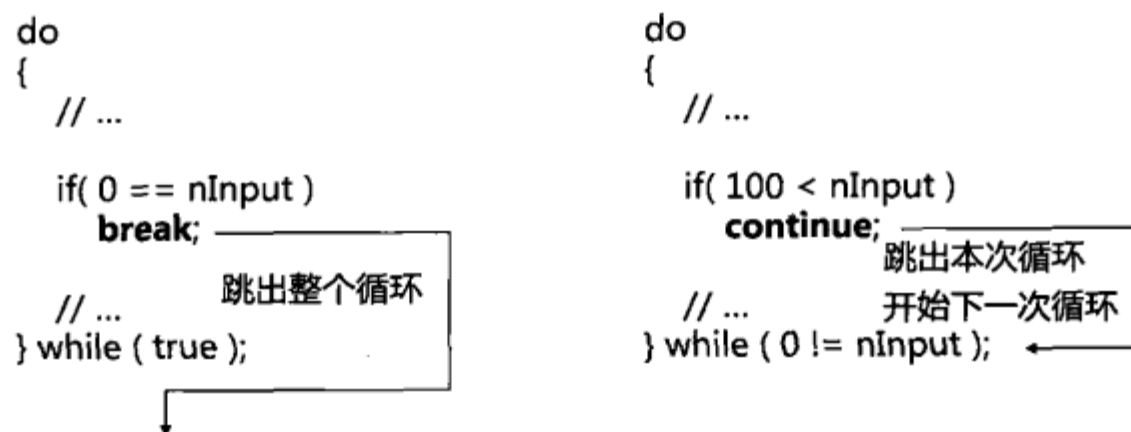 do
{
// ...
if( 0 == nInput )
break;
跳出整个循环
// ...
} while ( true );
do
{
// ...
if( 100 < nInput )
continue;
跳出本次循环
// ...
开始下一次循环
} while ( 0 != nInput );